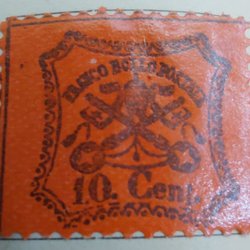 FRANCO BOLLO POSTALE
10. Cent.